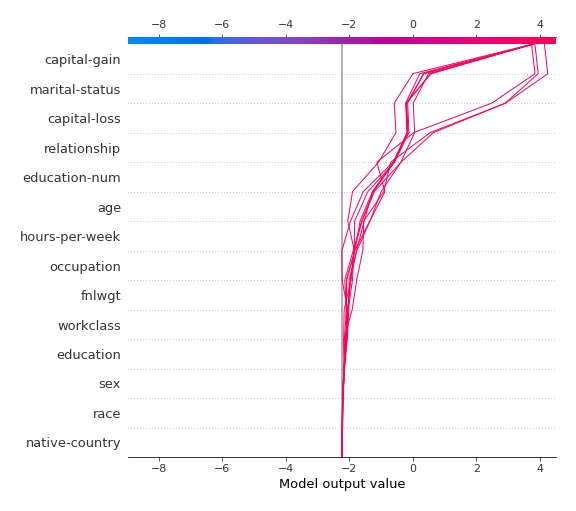 −8 −6 −4 −2 0 2 4
capital-gain
marital-status
capital-loss
relationship
education-num
age
hours-per-week
occupation
fnlwgt
workclass
education
sex
race
native-country
−8 −6 −4 −2 0 2 4
Model output value